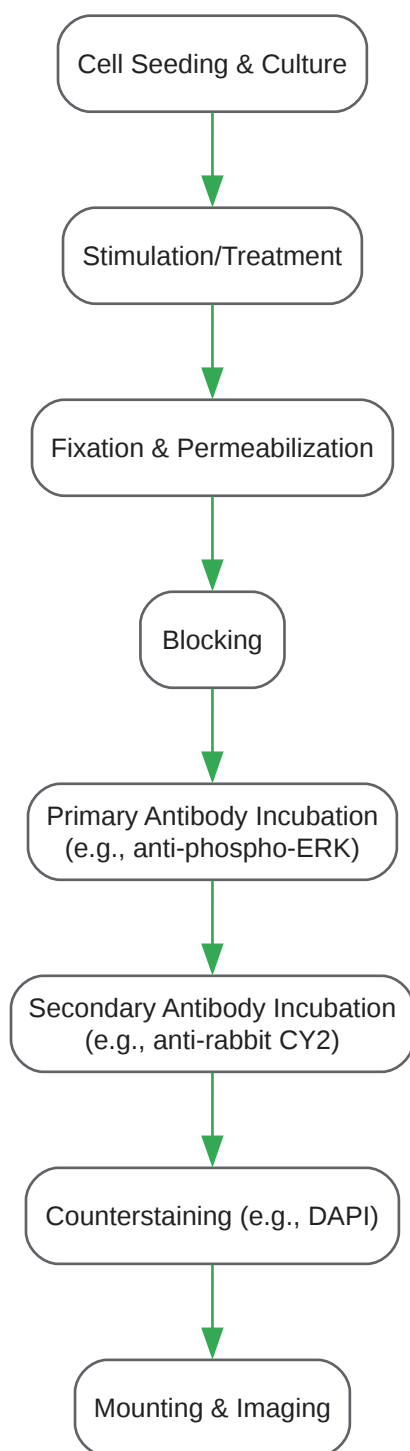 Cell Seeding & Culture
Stimulation/Treatment
Fixation & Permeabilization
Blocking
Primary Antibody Incubation
(e.g., anti-phospho-ERK)
Secondary Antibody Incubation
(e.g., anti-rabbit CY2)
Counterstaining (e.g., DAPI)
Mounting & Imaging